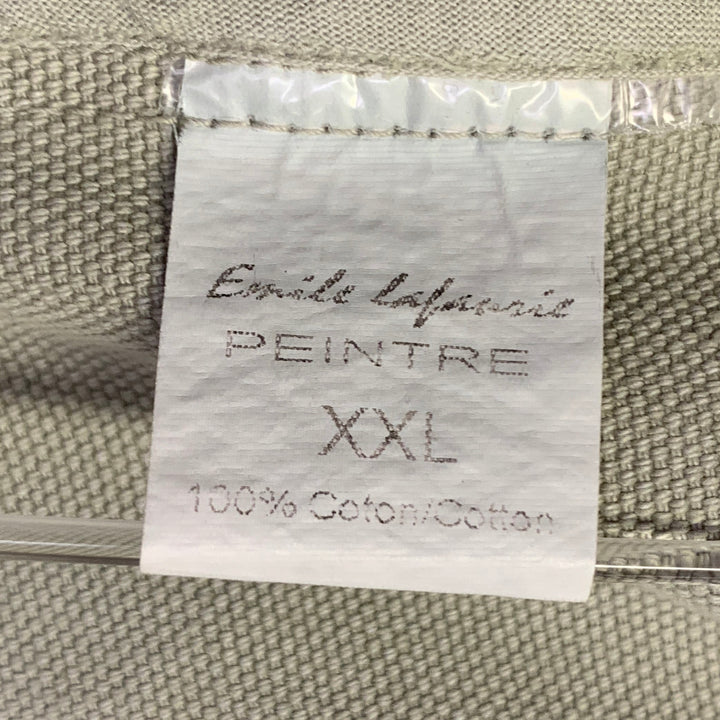 Emile Lafaurie
PEINTRE
XXL
100% Coton/Cotton